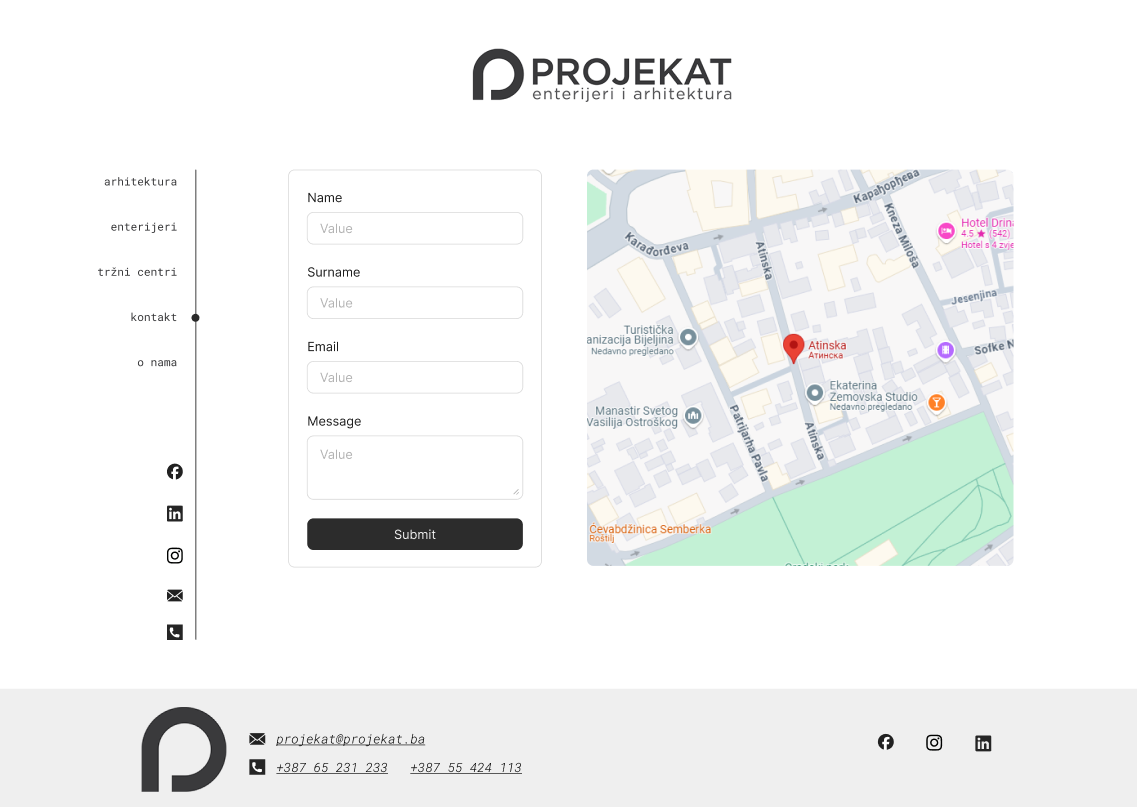 PROJEKAT
enterijeri i arhitektura
arhitektura
enterijeri
tržni centri
kontakt
o nama
Name
Value
Surname
Value
Email
Value
Message
Value
Submit
Карађорђева
Karađorđeva
Atinska
Kneza Miloša
Hotel Drin
4.5 ★ (542)
Hotel s 4 zvje
Jesenjina
Turistička
anizacija Bijeljina
Nedavno pregledano
Atinska
Атинска
Sofke N
Ekaterina
Zemovska Studio
Nedavno pregledano
Manastir Svetog
Vasilija Ostroškog
Patrijarha Pavla
Atinska
Ćevabdžinica Semberka
Roštilj
projekat@projekat.ba
+387 65 231 233
+387 55 424 113